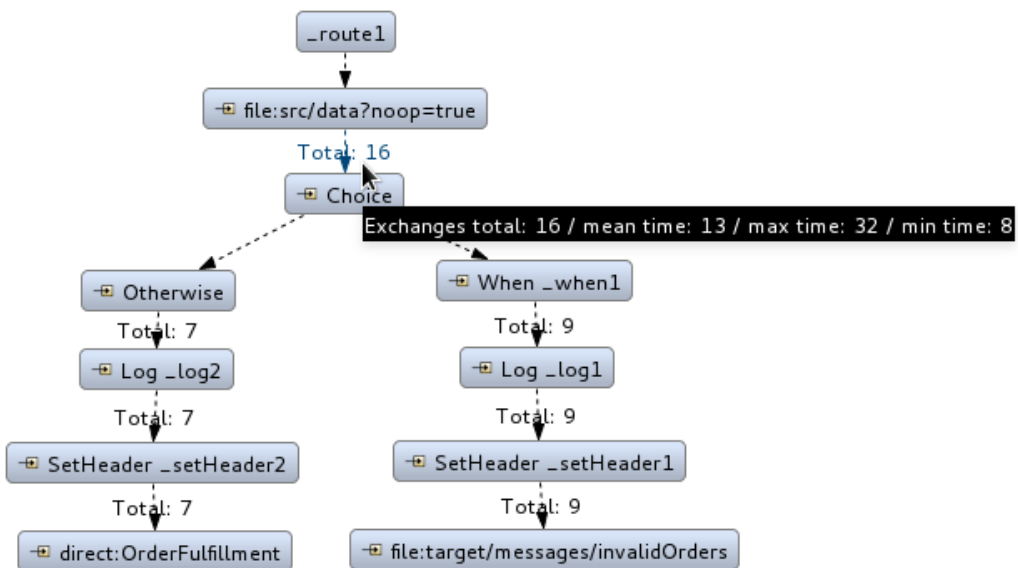 _route1
file:src/data?noop=true
Total: 16
Choice
Exchanges total: 16 / mean time: 13 / max time: 32 / min time: 8
Otherwise
When _when1
Total: 7
Total: 9
Log _log2
Log _log1
Total: 7
Total: 9
SetHeader _setHeader2
SetHeader _setHeader1
Total: 7
Total: 9
direct:OrderFulfillment
file:target/messages/invalidOrders